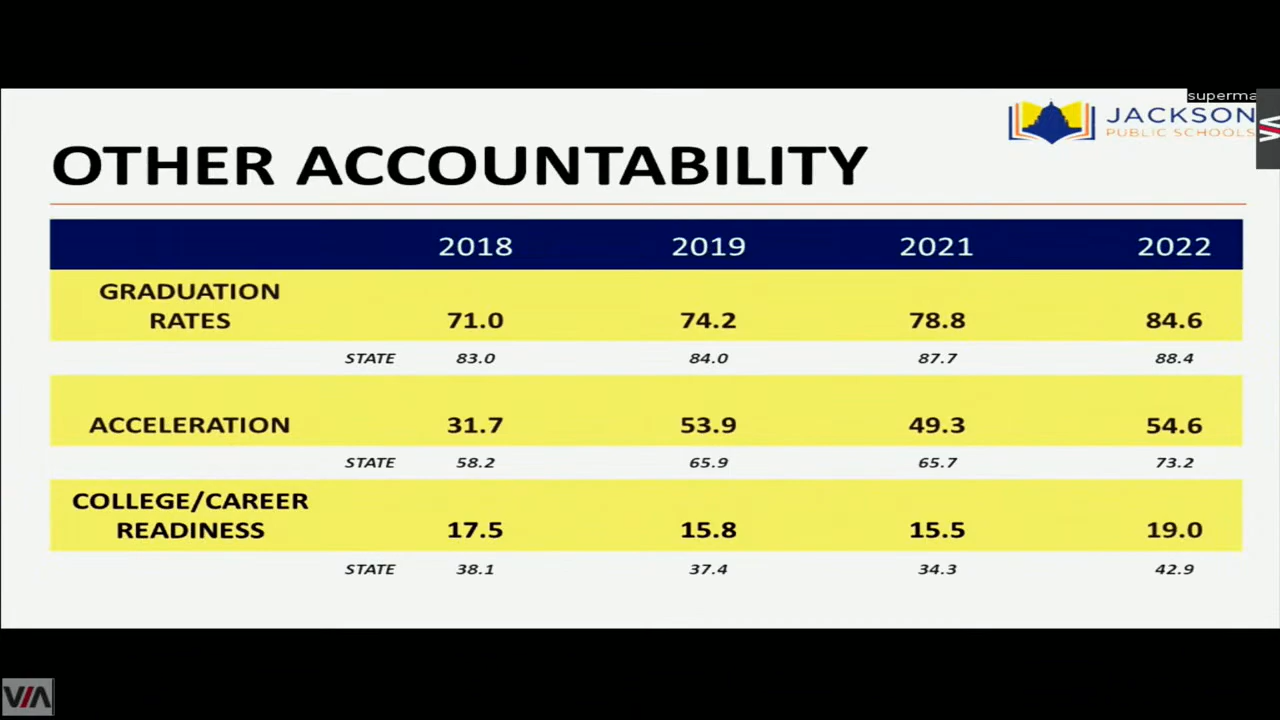 superma
JACKSON
PUBLIC SCHOOLS
OTHER ACCOUNTABILITY
2018 2019 2021 2022
GRADUATION
RATES 71.0 74.2 78.8 84.6
STATE 83.0 84.0 87.7 88.4
ACCELERATION 31.7 53.9 49.3 54.6
STATE 58.2 65.9 65.7 73.2
COLLEGE/CAREER
READINESS 17.5 15.8 15.5 19.0
STATE 38.1 37.4 34.3 42.9
VIA